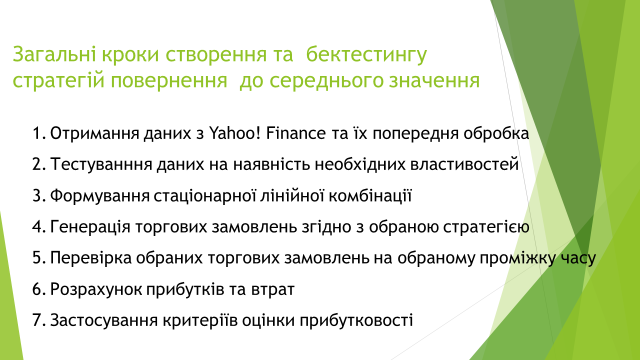 Загальні кроки створення та бектестингу
стратегій повернення до середнього значення
1. Отримання даних з Yahoo! Finance та їх попередня обробка
2. Тестуванння даних на наявність необхідних властивостей
3. Формування стаціонарної лінійної комбінації
4. Генерація торгових замовлень згідно з обраною стратегією
5. Перевірка обраних торгових замовлень на обраному проміжку часу
6. Розрахунок прибутків та втрат
7. Застосування критеріїв оцінки прибутковості